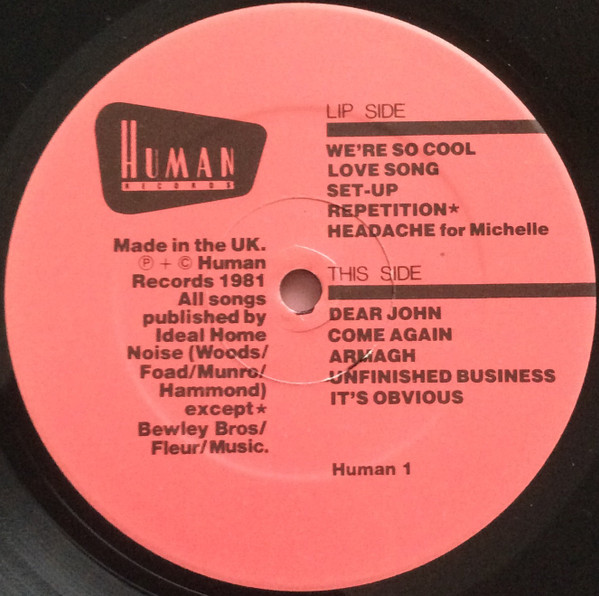 HUMAN
RECORDS
Made in the UK.
Ⓟ + © Human
Records 1981
All songs
published by
Ideal Home
Noise (Woods/
Foad/Munro/
Hammond)
except*
Bewley Bros/
Fleur/Music.
LIP SIDE
WE'RE SO COOL
LOVE SONG
SET-UP
REPETITION*
HEADACHE for Michelle
THIS SIDE
DEAR JOHN
COME AGAIN
ARMAGH
UNFINISHED BUSINESS
IT'S OBVIOUS
Human 1